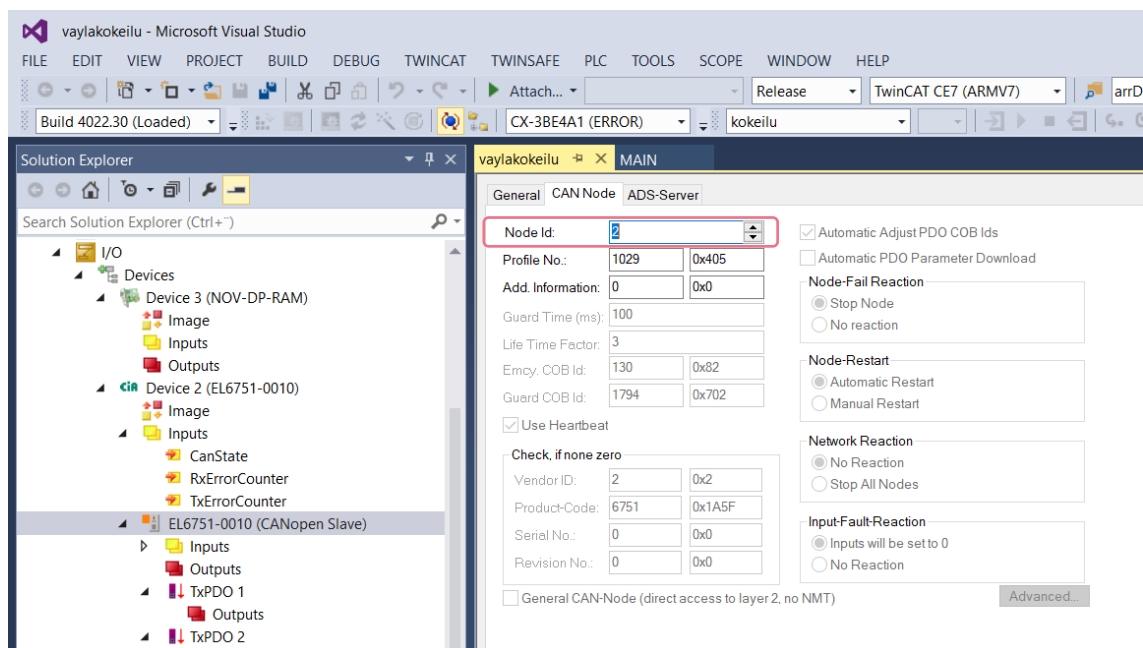 vaylakokeilu - Microsoft Visual Studio
FILE EDIT VIEW PROJECT BUILD DEBUG TWINCAT TWINSAFE PLC TOOLS SCOPE WINDOW HELP
Attach... Release TwinCAT CE7 (ARMV7) arrD
Build 4022.30 (Loaded) CX-3BE4A1 (ERROR) kokeilu
Solution Explorer
Search Solution Explorer (Ctrl+¨)
I/O
Devices
Device 3 (NOV-DP-RAM)
Image
Inputs
Outputs
CiA Device 2 (EL6751-0010)
Image
Inputs
CanState
RxErrorCounter
TxErrorCounter
EL6751-0010 (CANopen Slave)
Inputs
Outputs
TxPDO 1
Outputs
TxPDO 2
vaylakokeilu MAIN
General CAN Node ADS-Server
Node Id: 2
Profile No.: 1029 0x405
Add. Information: 0 0x0
Guard Time (ms): 100
Life Time Factor: 3
Emcy. COB Id: 130 0x82
Guard COB Id: 1794 0x702
Use Heartbeat
Check, if none zero
Vendor ID: 2 0x2
Product-Code: 6751 0x1A5F
Serial No.: 0 0x0
Revision No.: 0 0x0
General CAN-Node (direct access to layer 2, no NMT)
Automatic Adjust PDO COB Ids
Automatic PDO Parameter Download
Node-Fail Reaction
Stop Node
No reaction
Node-Restart
Automatic Restart
Manual Restart
Network Reaction
No Reaction
Stop All Nodes
Input-Fault-Reaction
Inputs will be set to 0
No Reaction
Advanced...